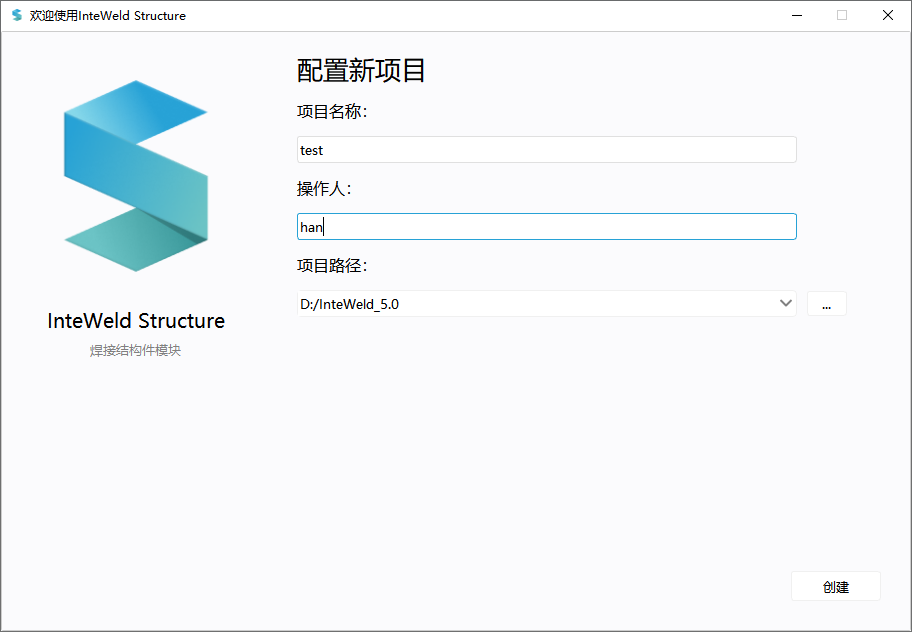 欢迎使用InteWeld Structure
配置新项目
项目名称：
test
操作人：
han
项目路径：
D:/InteWeld_5.0
...
InteWeld Structure
焊接结构件模块
创建